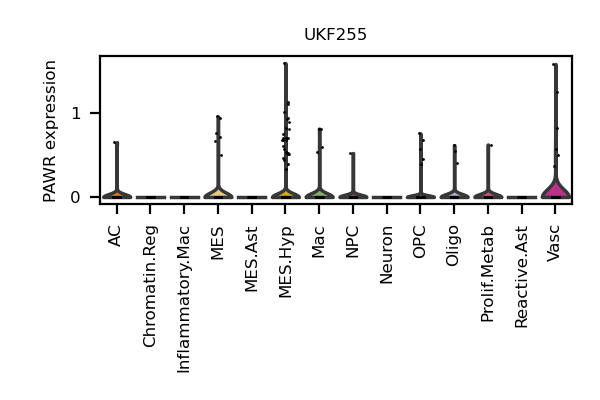 UKF255
PAWR expression
1
0
AC
Chromatin.Reg
Inflammatory.Mac
MES
MES.Ast
MES.Hyp
Mac
NPC
Neuron
OPC
Oligo
Prolif.Metab
Reactive.Ast
Vasc